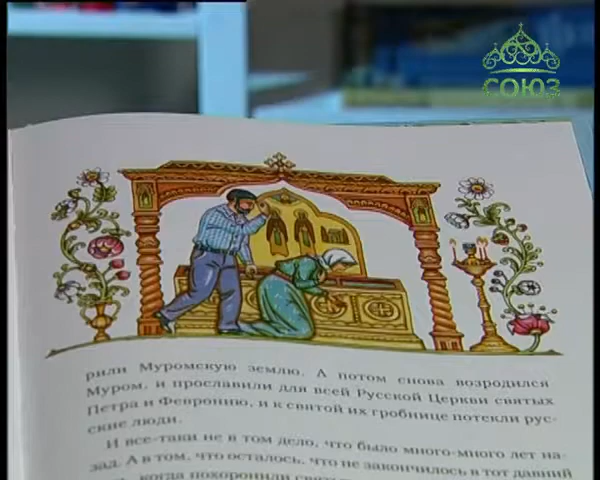 СОЮЗ
рили Муромскую землю. А потом снова возродился
Муром, и прославили для всей Русской Церкви святых
Петра и Февронию, и к святой их гробнице потекли рус-
ские люди.
И все-таки не в том дело, что было много-много лет на-
зад. А в том, что осталось, что не закончилось в тот давний
когда похоронили